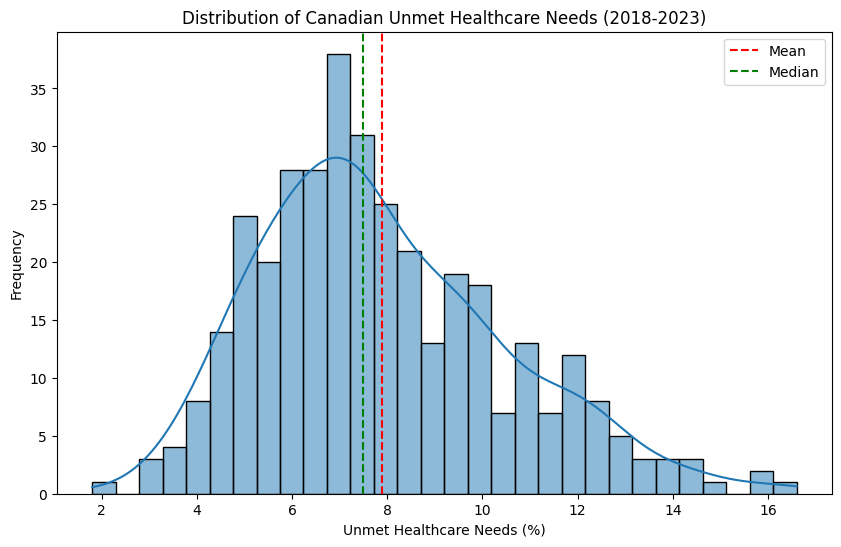 Distribution of Canadian Unmet Healthcare Needs (2018-2023)
Mean
Median
Frequency
35
30
25
20
15
10
5
0
2 4 6 8 10 12 14 16
Unmet Healthcare Needs (%)